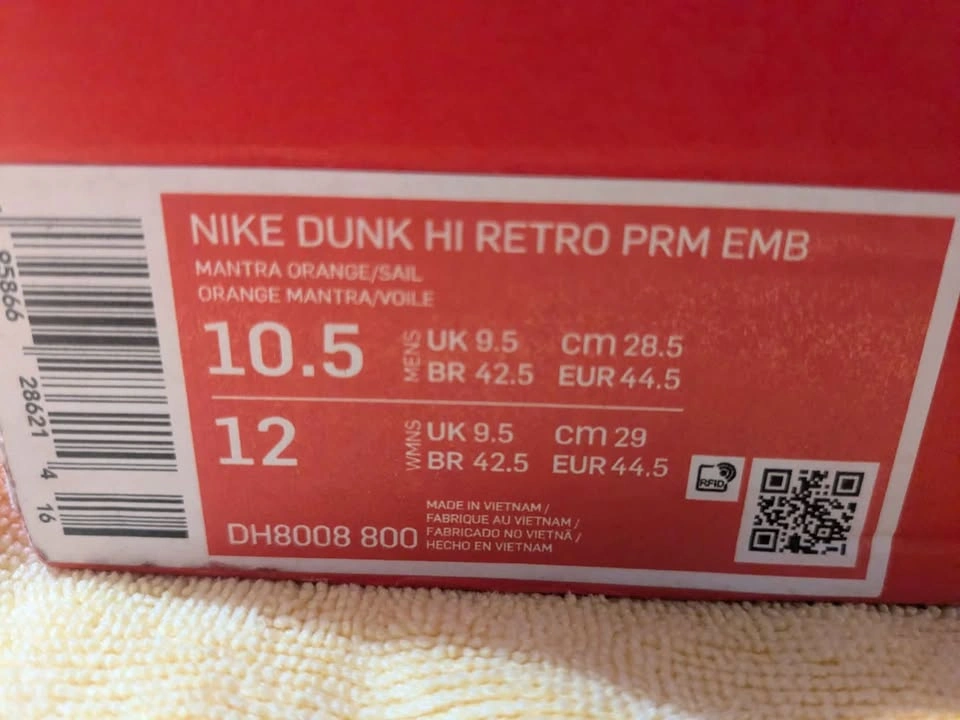 NIKE DUNK HI RETRO PRM EMB
MANTRA ORANGE/SAIL
ORANGE MANTRA/VOILE
10.5 MENS UK 9.5 cm 28.5
BR 42.5 EUR 44.5
12 WMNS UK 9.5 cm 29
BR 42.5 EUR 44.5
RFID
DH8008 800
MADE IN VIETNAM /
FABRIQUE AU VIETNAM /
FABRICADO NO VIETNÃ /
HECHO EN VIETNAM
95866 28621 4 16